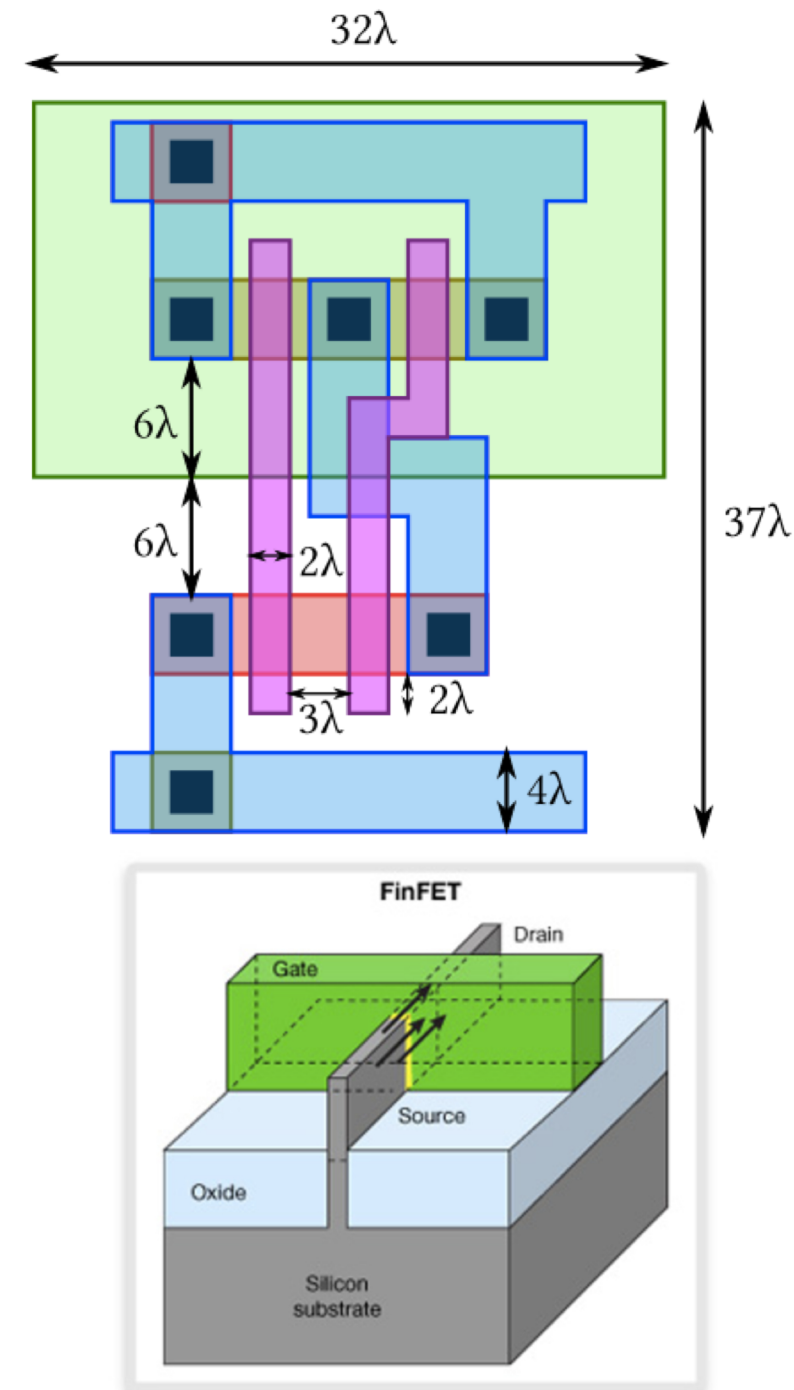 32λ
6λ
37λ
6λ
2λ
2λ
3λ
4λ
FinFET
Drain
Gate
Source
Oxide
Silicon
substrate